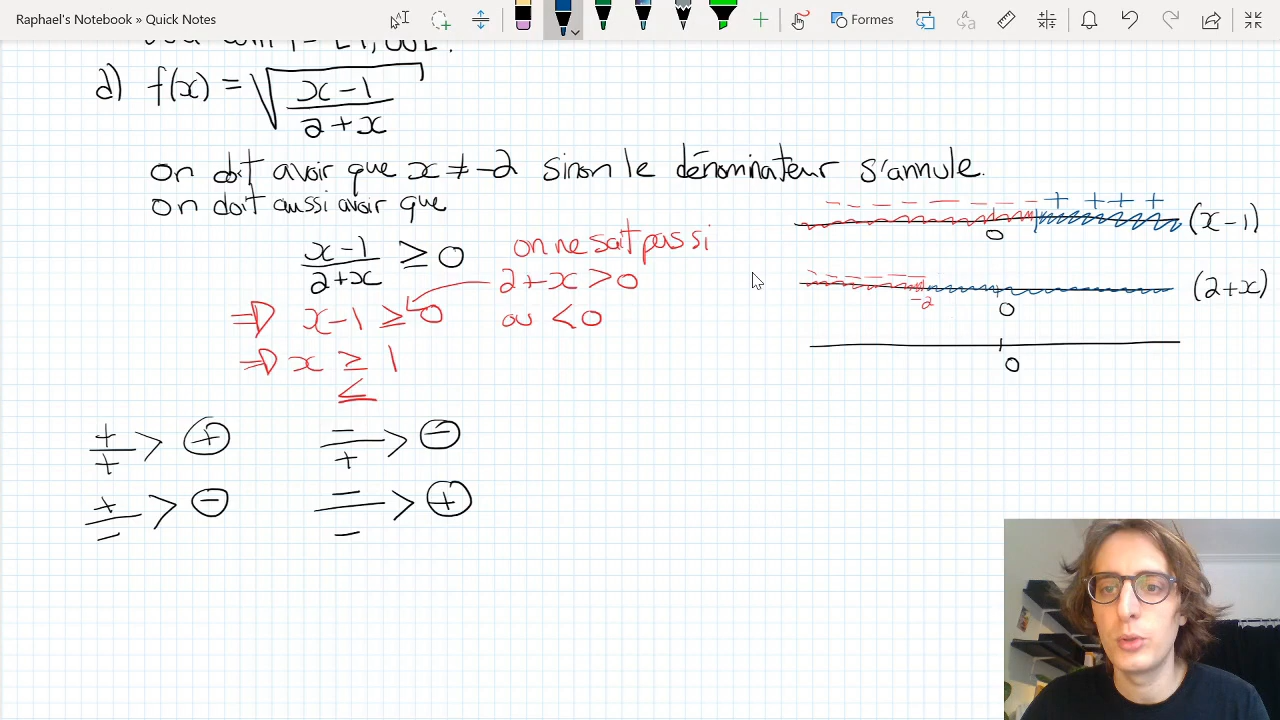 Raphael's Notebook » Quick Notes
Formes
d) f(x) = √((x-1)/(2+x))
on doit avoir que x ≠ -2 sinon le dénominateur s'annule.
on doit aussi avoir que
(x-1)/(2+x) ≥ 0
on ne sait pas si
2+x > 0
ou < 0
⇒ x-1 ≥ 0
⇒ x ≥ 1
≤
+/+ > +
-/+ > -
+/- > -
-/- > +
- - - - - - - + + + +
0
(x-1)
- - - - - -
-2
0
(2+x)
0